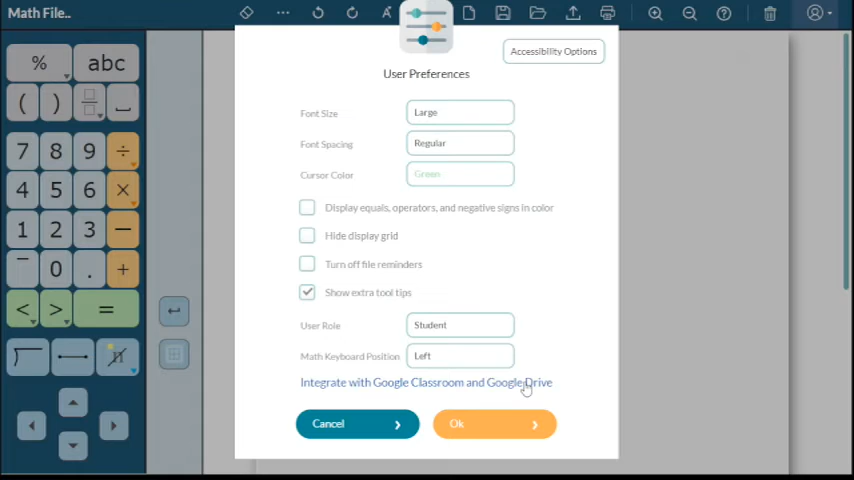 Math File..
Accessibility Options
User Preferences
Font Size
Large
Font Spacing
Regular
Cursor Color
Green
Display equals, operators, and negative signs in color
Hide display grid
Turn off file reminders
Show extra tool tips
User Role
Student
Math Keyboard Position
Left
Integrate with Google Classroom and Google Drive
Cancel
Ok
% abc
( )
7 8 9 ÷
4 5 6 ×
1 2 3 −
0 . +
< > =